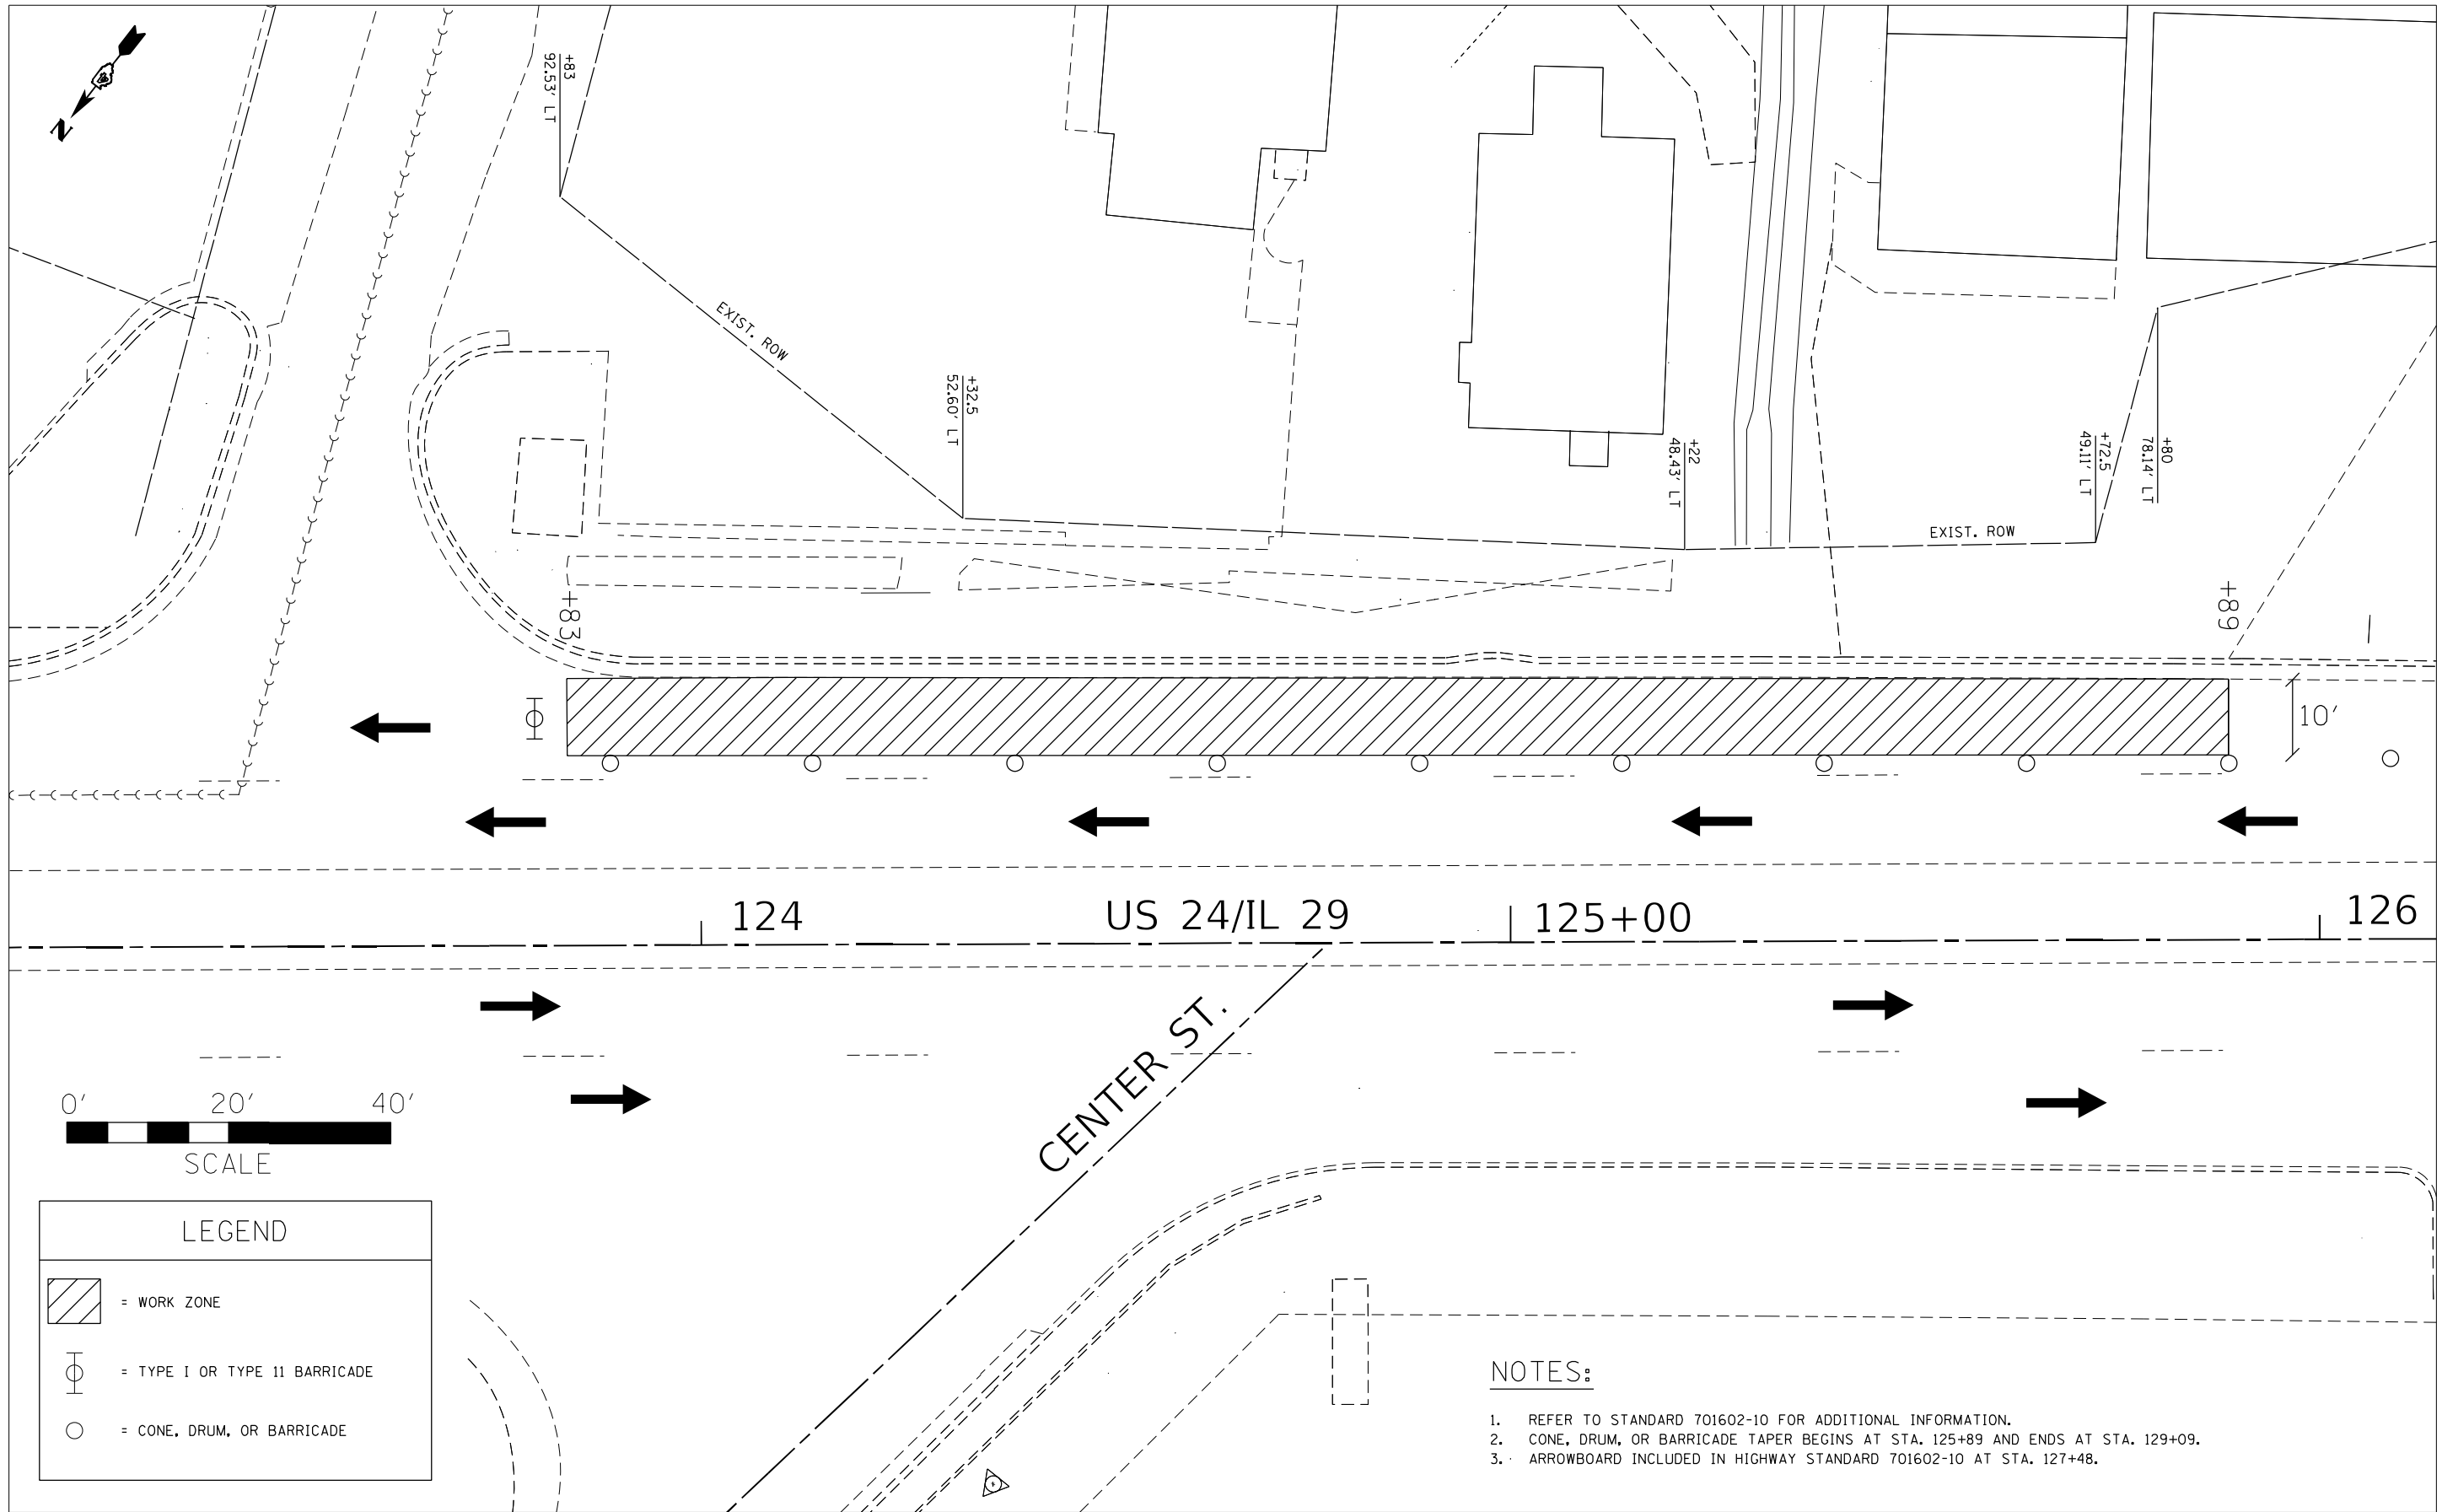 N
+83
92.53' LT
EXIST. ROW
+32.5
52.60' LT
+22
48.43' LT
+72.5
49.11' LT
+80
78.14' LT
EXIST. ROW
+83
+89
10'
124
US 24/IL 29
125+00
126
CENTER ST.
0' 20' 40'
SCALE
LEGEND
= WORK ZONE
= TYPE I OR TYPE 11 BARRICADE
= CONE, DRUM, OR BARRICADE
NOTES:
1. REFER TO STANDARD 701602-10 FOR ADDITIONAL INFORMATION.
2. CONE, DRUM, OR BARRICADE TAPER BEGINS AT STA. 125+89 AND ENDS AT STA. 129+09.
3. ARROWBOARD INCLUDED IN HIGHWAY STANDARD 701602-10 AT STA. 127+48.